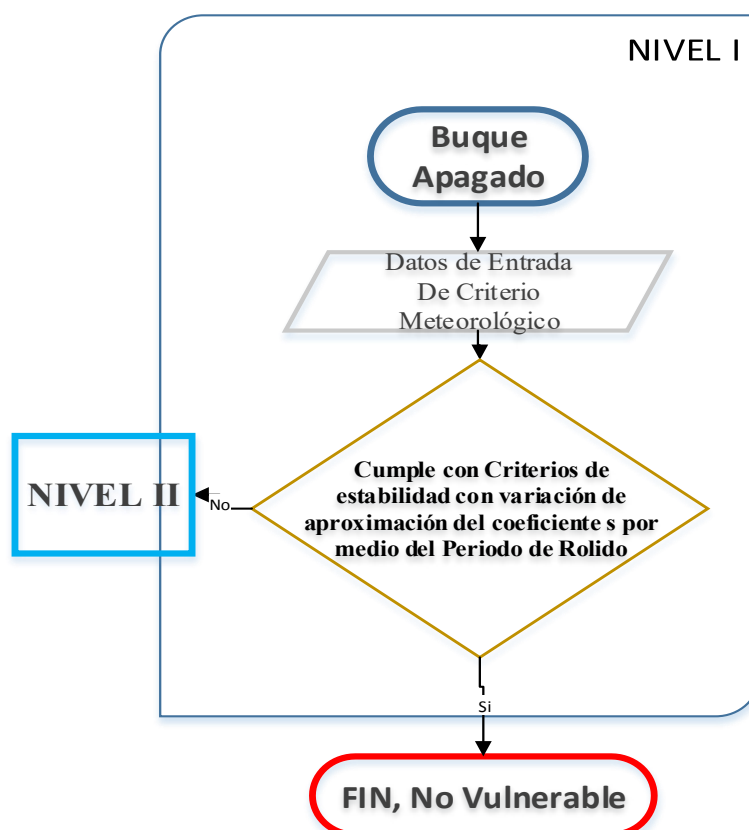 NIVEL I
Buque
Apagado
Datos de Entrada
De Criterio
Meteorológico
Cumple con Criterios de
estabilidad con variación de
aproximación del coeficiente s por
medio del Periodo de Rolido
NIVEL II
No
Si
FIN, No Vulnerable